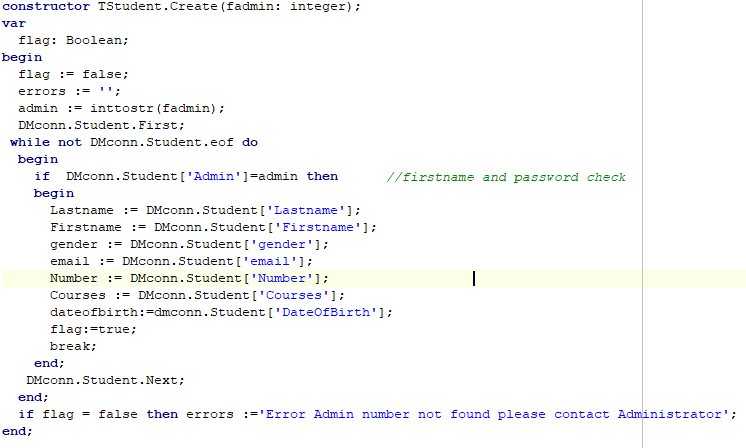 constructor TStudent.Create(fadmin: integer);
var
  flag: Boolean;
begin
  flag := false;
  errors := '';
  admin := inttostr(fadmin);
  DMconn.Student.First;
 while not DMconn.Student.eof do
  begin
    if  DMconn.Student['Admin']=admin then      //firstname and password check
    begin
      Lastname := DMconn.Student['Lastname'];
      Firstname := DMconn.Student['Firstname'];
      gender := DMconn.Student['gender'];
      email := DMconn.Student['email'];
      Number := DMconn.Student['Number'];
      Courses := DMconn.Student['Courses'];
      dateofbirth:=dmconn.Student['DateOfBirth'];
      flag:=true;
      break;
    end;
   DMconn.Student.Next;
  end;
  if flag = false then errors :='Error Admin number not found please contact Administrator';
end;